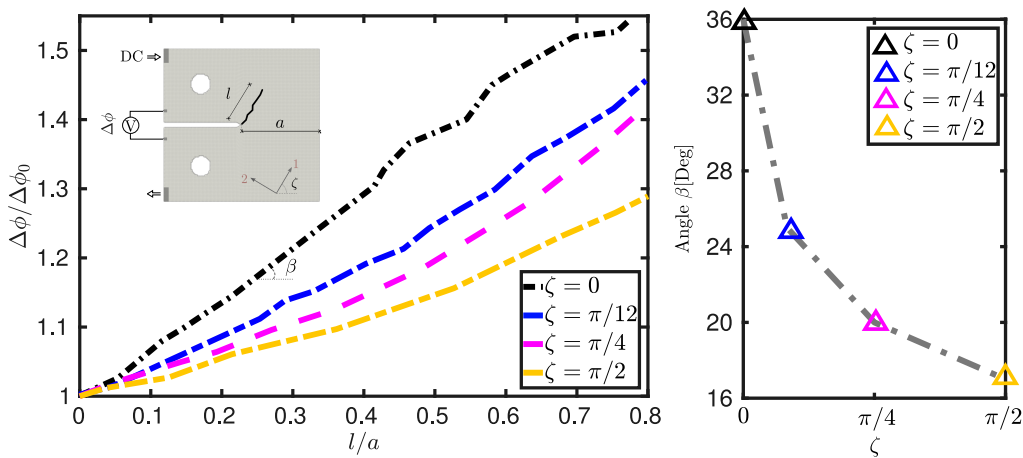 1.5
1.4
1.3
1.2
1.1
1
Δϕ/Δϕ₀
DC
Δϕ
V
l
a
1
2
ζ
β
ζ = 0
ζ = π/12
ζ = π/4
ζ = π/2
0 0.1 0.2 0.3 0.4 0.5 0.6 0.7 0.8
l/a
36
32
28
24
20
16
Angle β[Deg]
ζ = 0
ζ = π/12
ζ = π/4
ζ = π/2
0 π/4 π/2
ζ